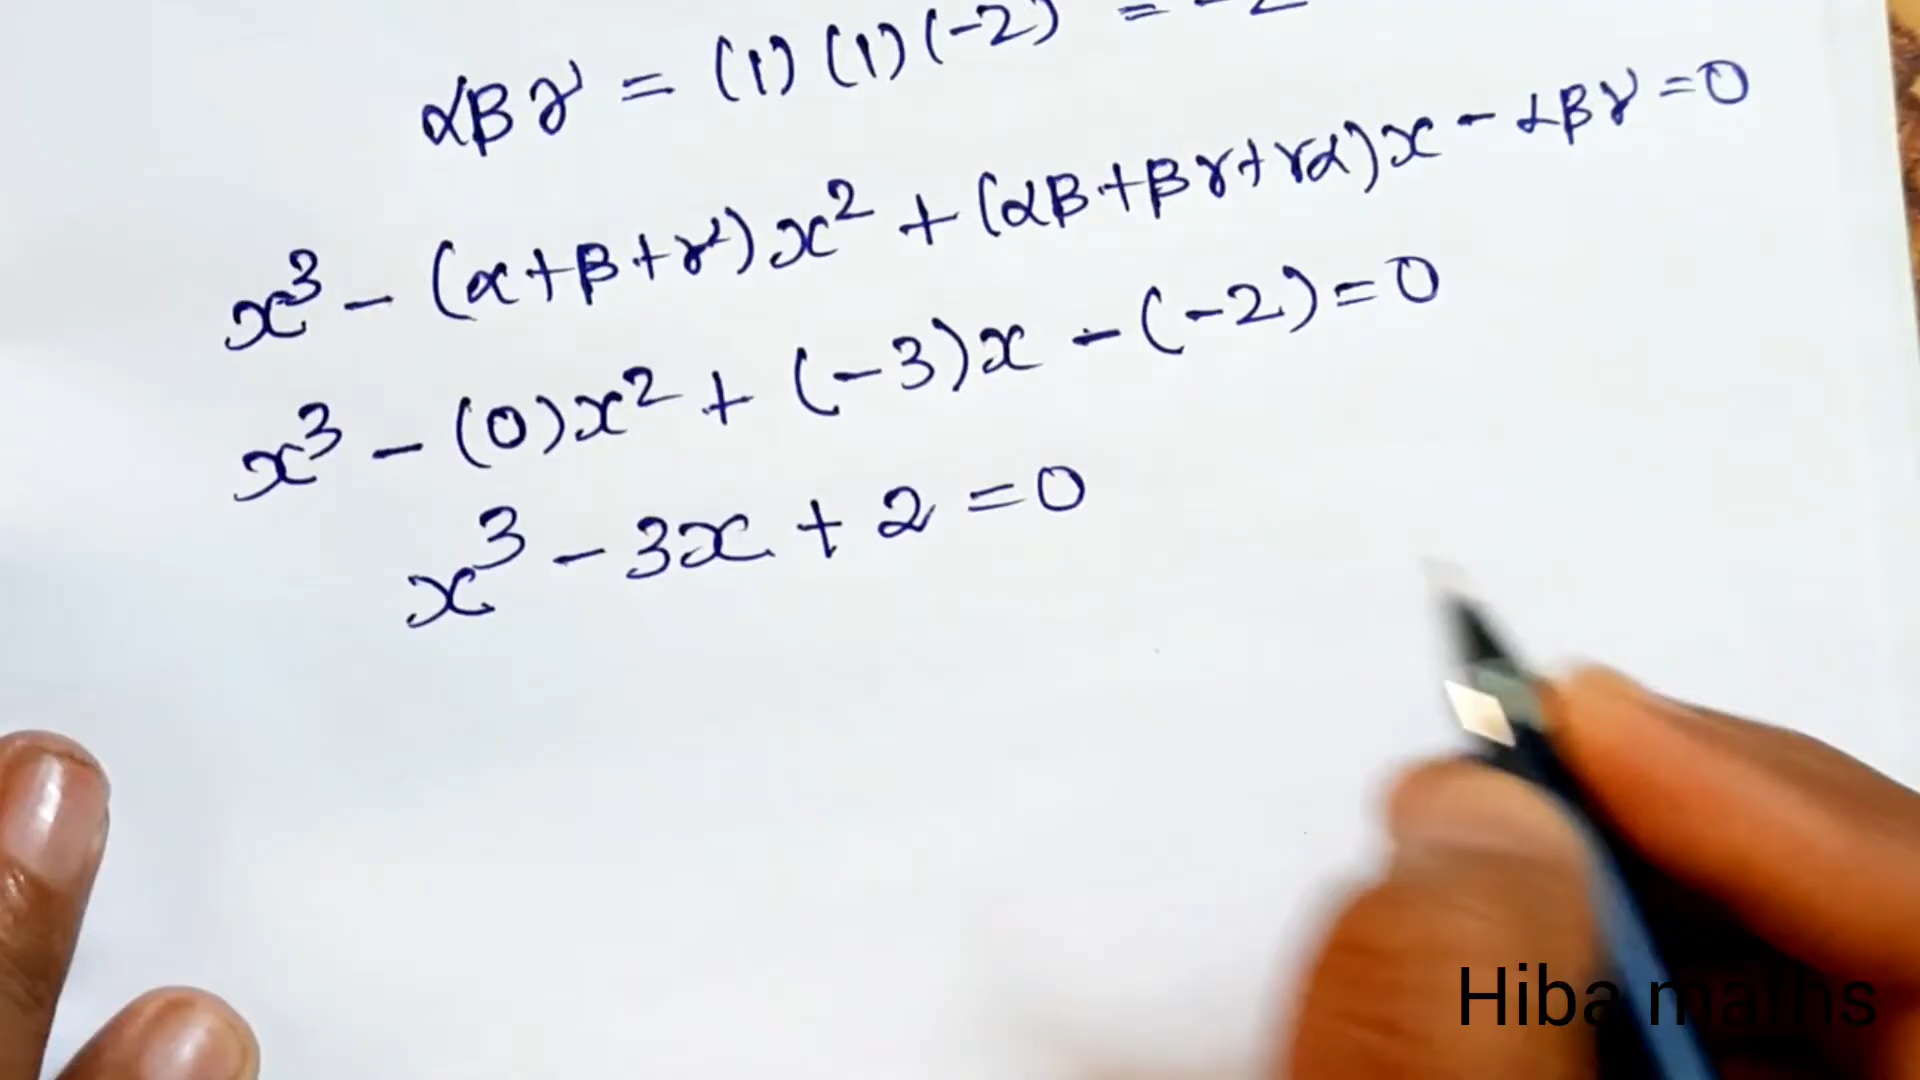 αβγ = (1) (1) (-2) = -2
x³ - (α+β+γ)x² + (αβ+βγ+γα)x - αβγ = 0
x³ - (0)x² + (-3)x - (-2) = 0
x³ - 3x + 2 = 0
Hiba maths